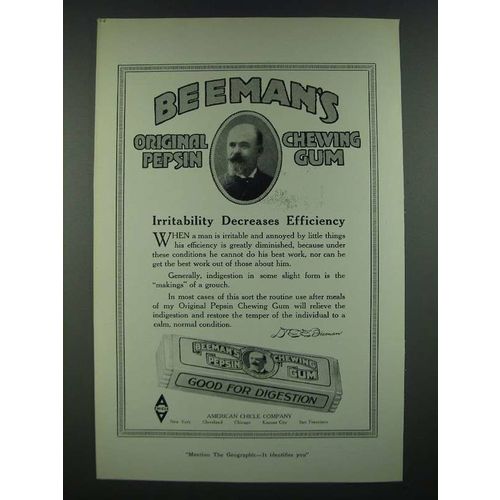 BEEMAN'S
ORIGINAL PEPSIN
CHEWING GUM
Irritability Decreases Efficiency
WHEN a man is irritable and annoyed by little things
his efficiency is greatly diminished, because under
these conditions he cannot do his best work, nor can he
get the best work out of those about him.
Generally, indigestion in some slight form is the
"makings" of a grouch.
In most cases of this sort the routine use after meals
of my Original Pepsin Chewing Gum will relieve the
indigestion and restore the temper of the individual to a
calm, normal condition.
Beeman
BEEMAN'S PEPSIN
CHEWING GUM
GOOD FOR DIGESTION
AMERICAN CHICLE COMPANY
New York Cleveland Chicago Kansas City San Francisco
"Mention The Geographic—It identifies you"